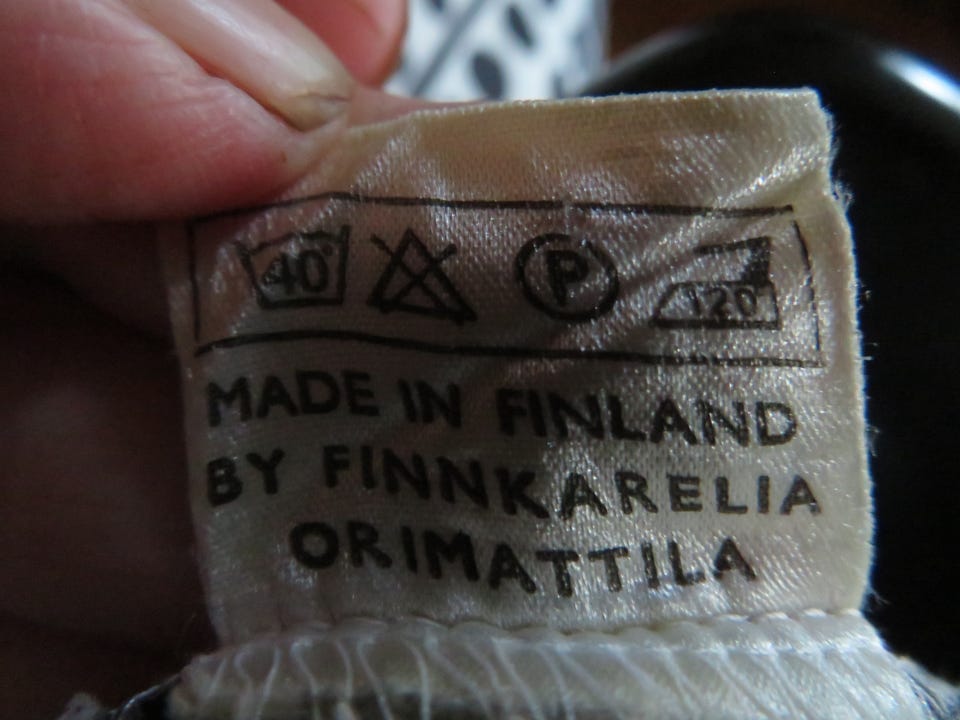 40° P 120°
MADE IN FINLAND
BY FINNKARELIA
ORIMATTILA